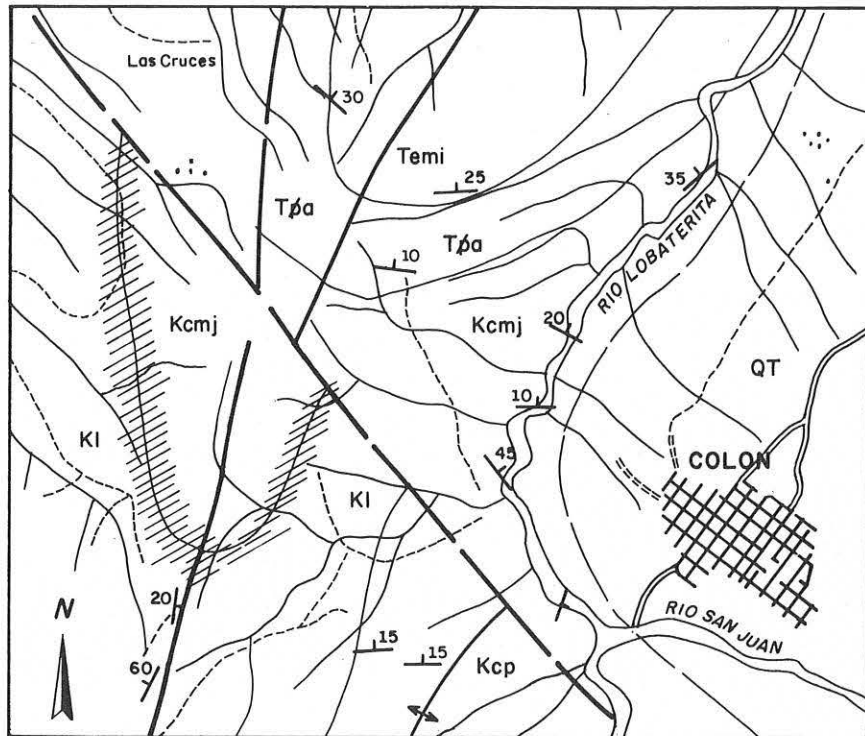 Las Cruces
30
Temi
25
Tpa
35
Tpa
10
RIO LOBATERITA
Kcmj
Kcmj
20
QT
10
Kl
COLON
45
Kl
N
20
RIO SAN JUAN
15
15
60
Kcp